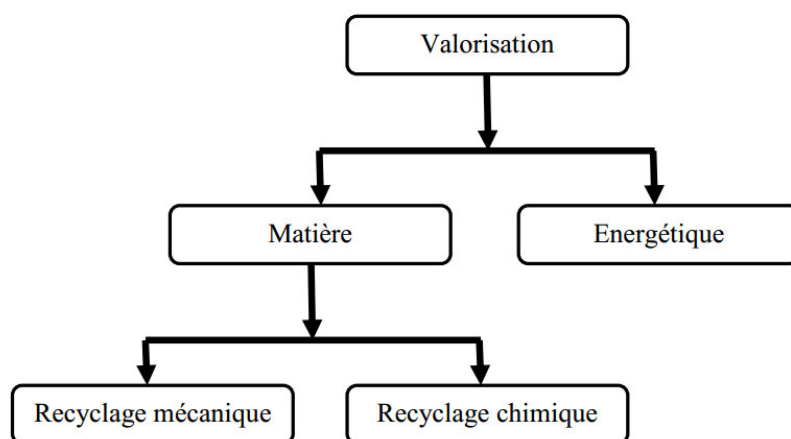 Valorisation
Matière
Energétique
Recyclage mécanique
Recyclage chimique